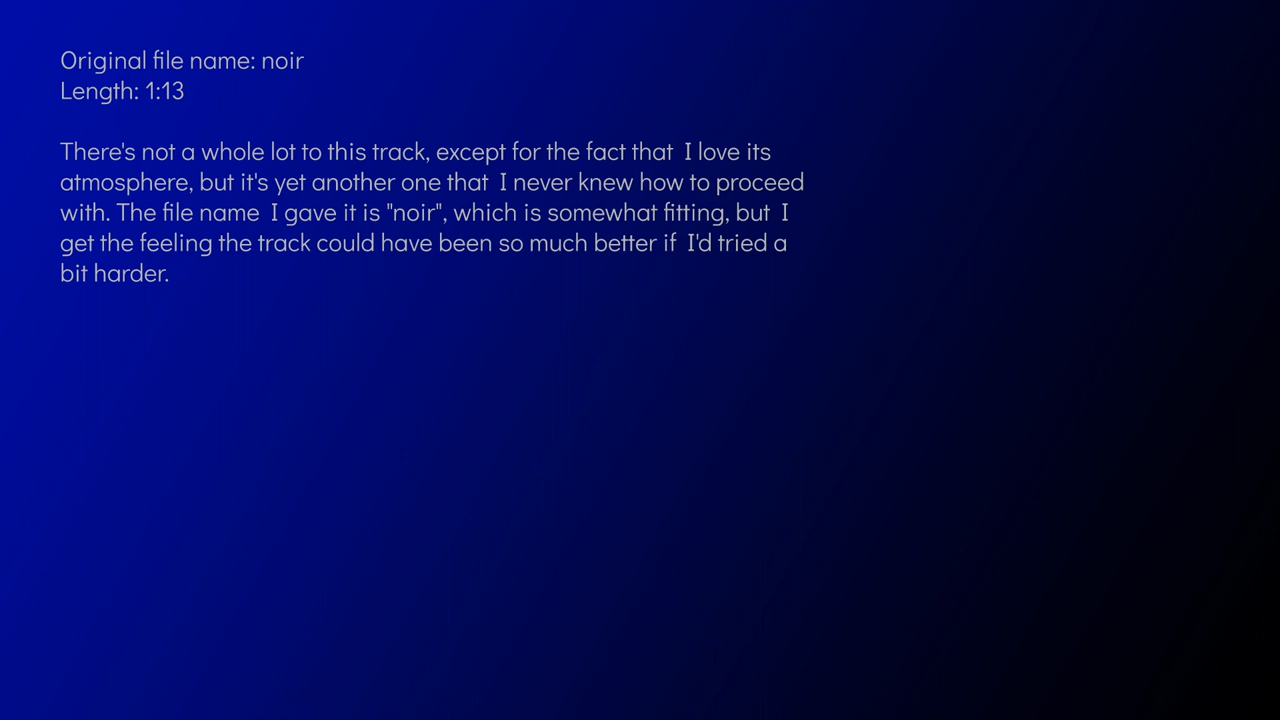 Original file name: noir
Length: 1:13
There's not a whole lot to this track, except for the fact that I love its
atmosphere, but it's yet another one that I never knew how to proceed
with. The file name I gave it is "noir", which is somewhat fitting, but I
get the feeling the track could have been so much better if I'd tried a
bit harder.